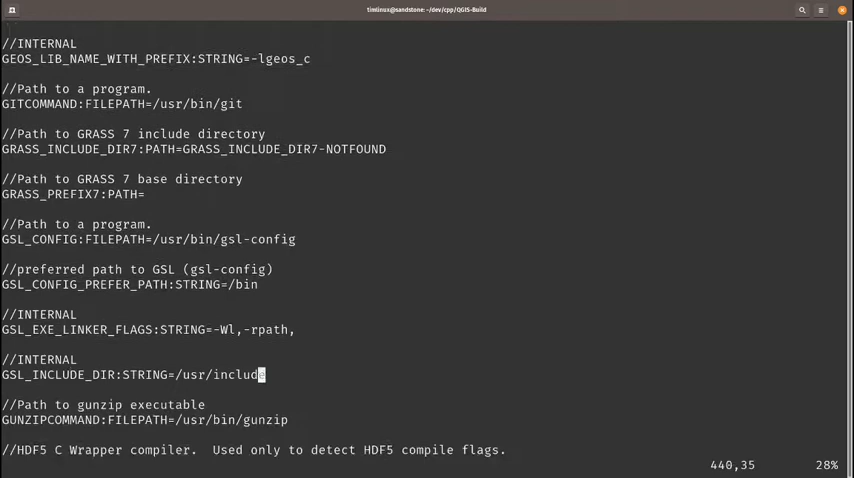 timlinux@sandstone: ~/dev/cpp/QGIS-Build
//INTERNAL
GEOS_LIB_NAME_WITH_PREFIX:STRING=-lgeos_c
//Path to a program.
GITCOMMAND:FILEPATH=/usr/bin/git
//Path to GRASS 7 include directory
GRASS_INCLUDE_DIR7:PATH=GRASS_INCLUDE_DIR7-NOTFOUND
//Path to GRASS 7 base directory
GRASS_PREFIX7:PATH=
//Path to a program.
GSL_CONFIG:FILEPATH=/usr/bin/gsl-config
//preferred path to GSL (gsl-config)
GSL_CONFIG_PREFER_PATH:STRING=/bin
//INTERNAL
GSL_EXE_LINKER_FLAGS:STRING=-Wl,-rpath,
//INTERNAL
GSL_INCLUDE_DIR:STRING=/usr/include
//Path to gunzip executable
GUNZIPCOMMAND:FILEPATH=/usr/bin/gunzip
//HDF5 C Wrapper compiler.  Used only to detect HDF5 compile flags.
440,35 28%